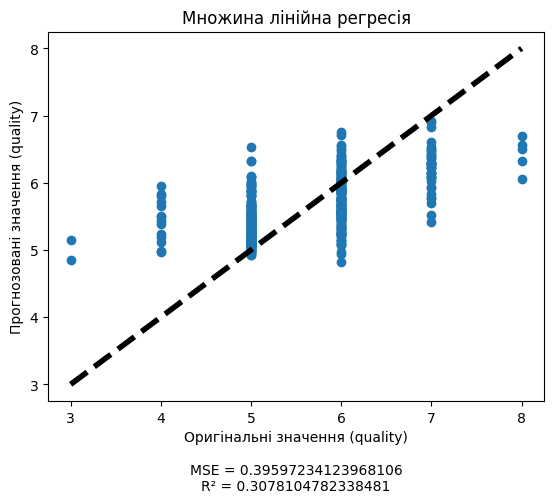 Множина лінійна регресія
Прогнозовані значення (quality)
8
7
6
5
4
3
3 4 5 6 7 8
Оригінальні значення (quality)
MSE = 0.39597234123968106
R² = 0.3078104782338481